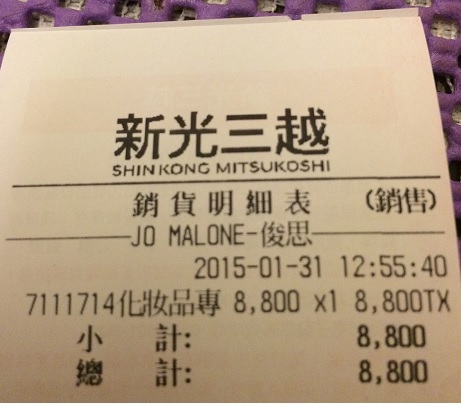 新光三越
SHIN KONG MITSUKOSHI
銷貨明細表 (銷售)
JO MALONE-俊思
2015-01-31 12:55:40
7111714化妝品專 8,800 x1 8,800TX
小 計: 8,800
總 計: 8,800